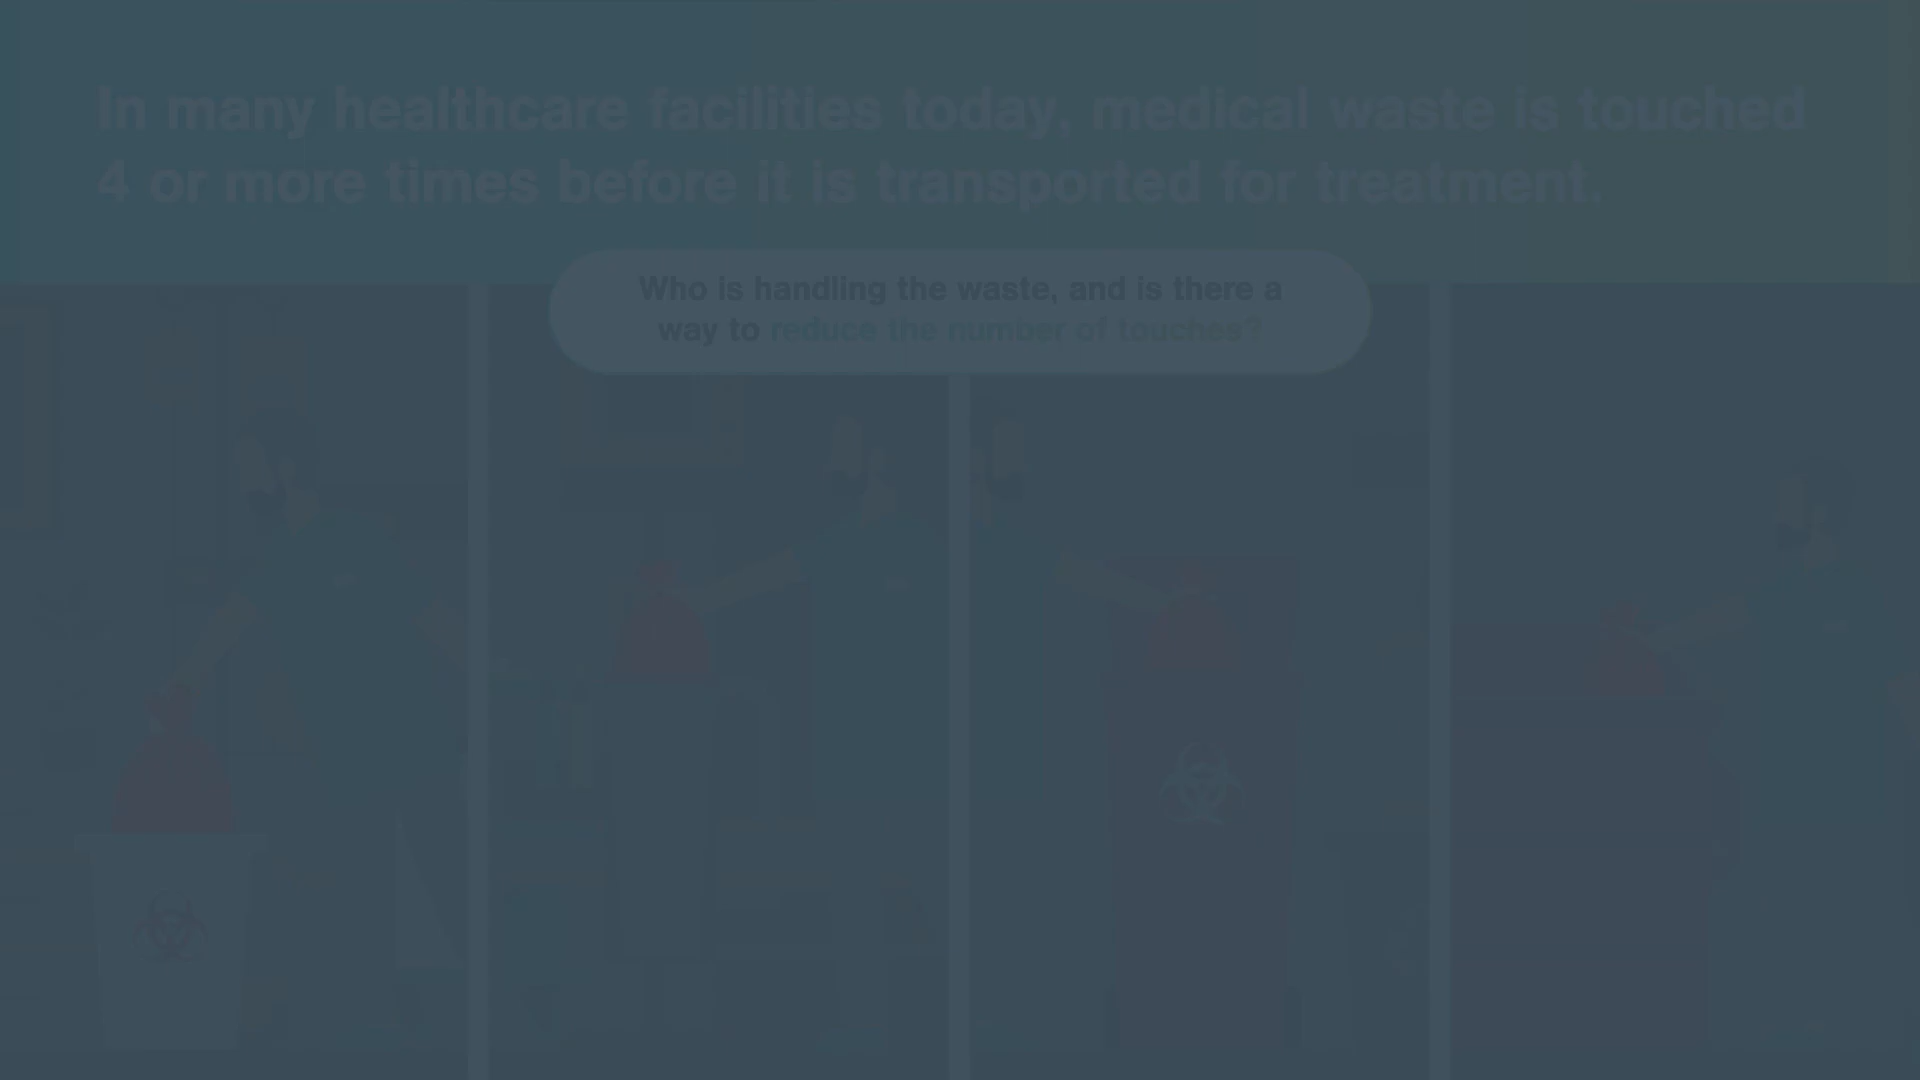 In many healthcare facilities today, medical waste is touched
4 or more times before it is transported for treatment.
Who is handling the waste, and is there a
way to reduce the number of touches?